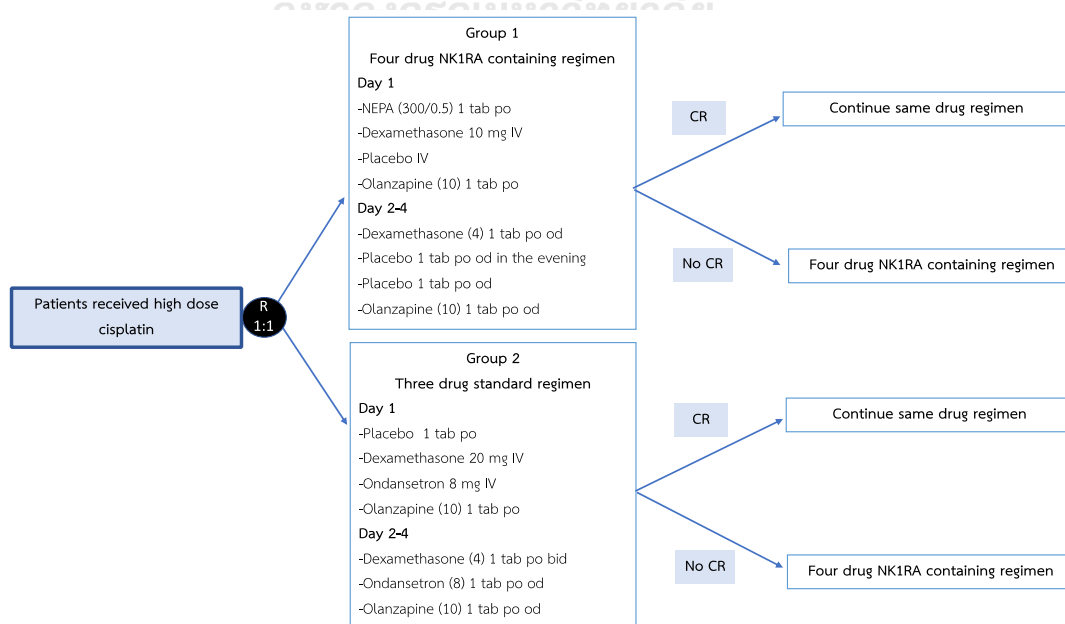 Patients received high dose
cisplatin
R
1:1
Group 1
Four drug NK1RA containing regimen
Day 1
-NEPA (300/0.5) 1 tab po
-Dexamethasone 10 mg IV
-Placebo IV
-Olanzapine (10) 1 tab po
Day 2-4
-Dexamethasone (4) 1 tab po od
-Placebo 1 tab po od in the evening
-Placebo 1 tab po od
-Olanzapine (10) 1 tab po od
CR
Continue same drug regimen
No CR
Four drug NK1RA containing regimen
Group 2
Three drug standard regimen
Day 1
-Placebo 1 tab po
-Dexamethasone 20 mg IV
-Ondansetron 8 mg IV
-Olanzapine (10) 1 tab po
Day 2-4
-Dexamethasone (4) 1 tab po bid
-Ondansetron (8) 1 tab po od
-Olanzapine (10) 1 tab po od
CR
Continue same drug regimen
No CR
Four drug NK1RA containing regimen